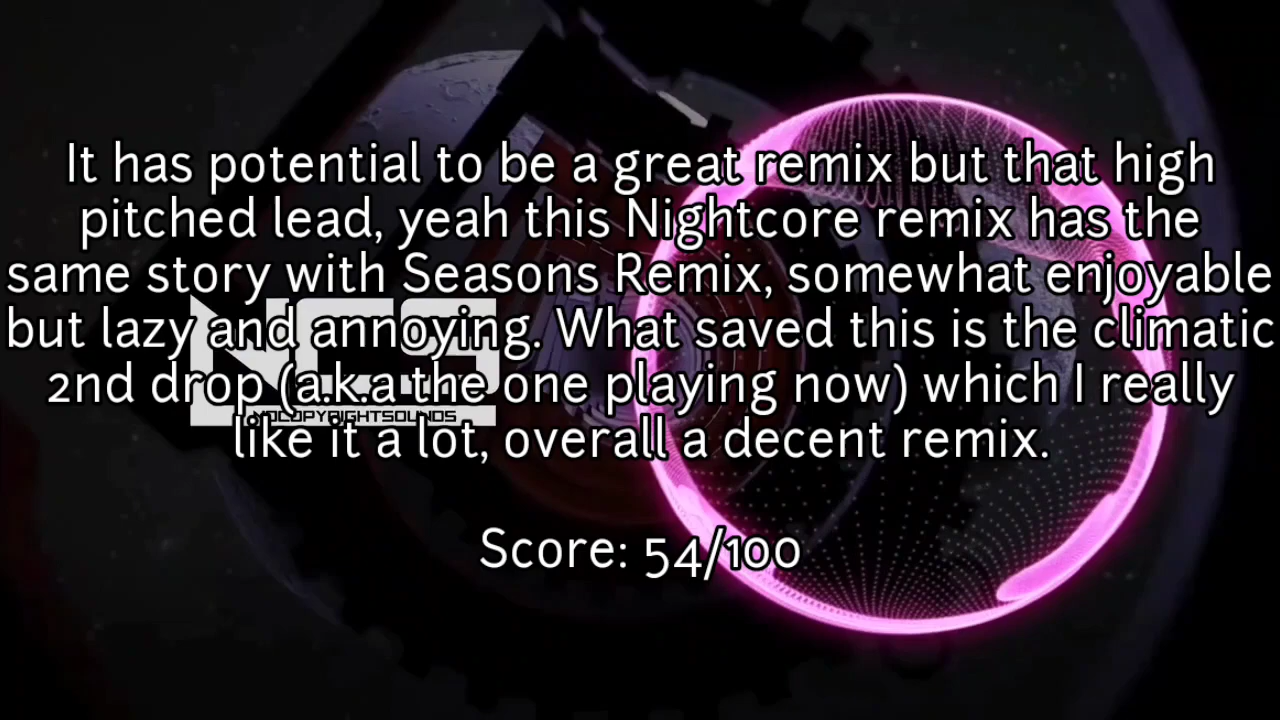 It has potential to be a great remix but that high
pitched lead, yeah this Nightcore remix has the
same story with Seasons Remix, somewhat enjoyable
but lazy and annoying. What saved this is the climatic
2nd drop (a.k.a the one playing now) which I really
like it a lot, overall a decent remix.
Score: 54/100
NCS
NOCOPYRIGHTSOUNDS